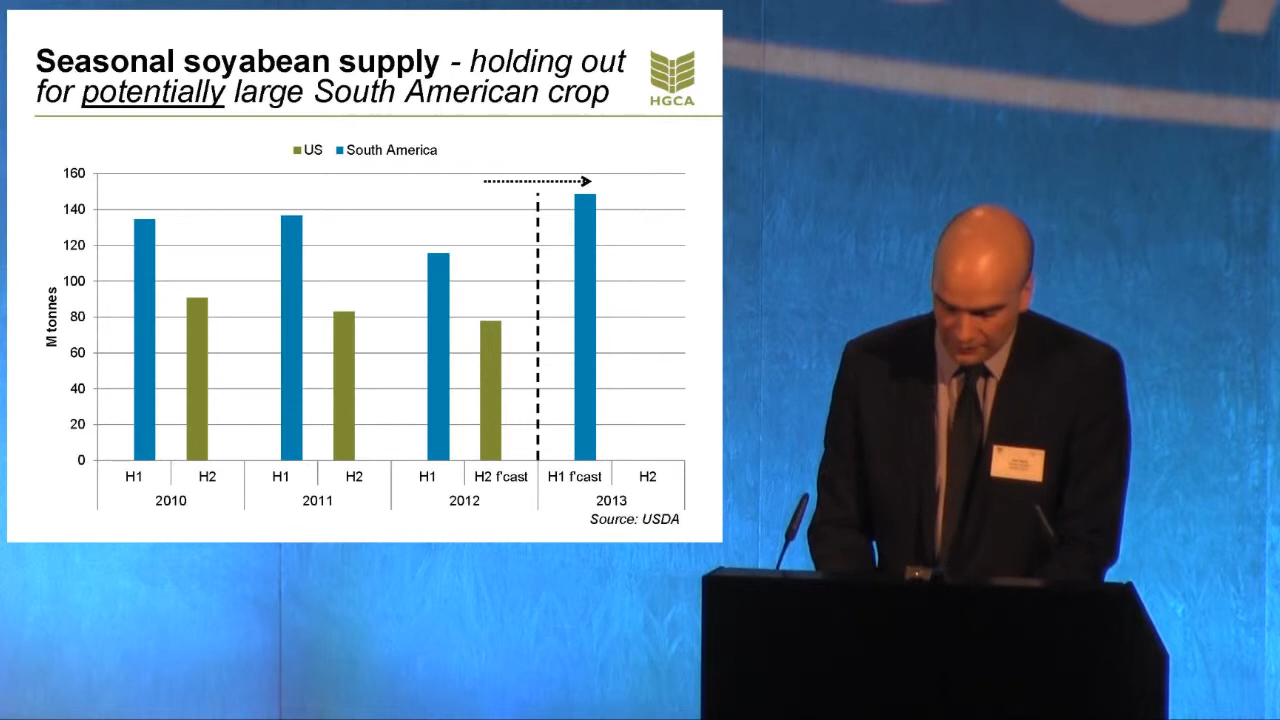 Seasonal soyabean supply - holding out
for potentially large South American crop
HGCA
US South America
160
140
120
100
80
60
40
20
0
M tonnes
H1 H2 H1 H2 H1 H2 f'cast H1 f'cast H2
2010 2011 2012 2013
Source: USDA